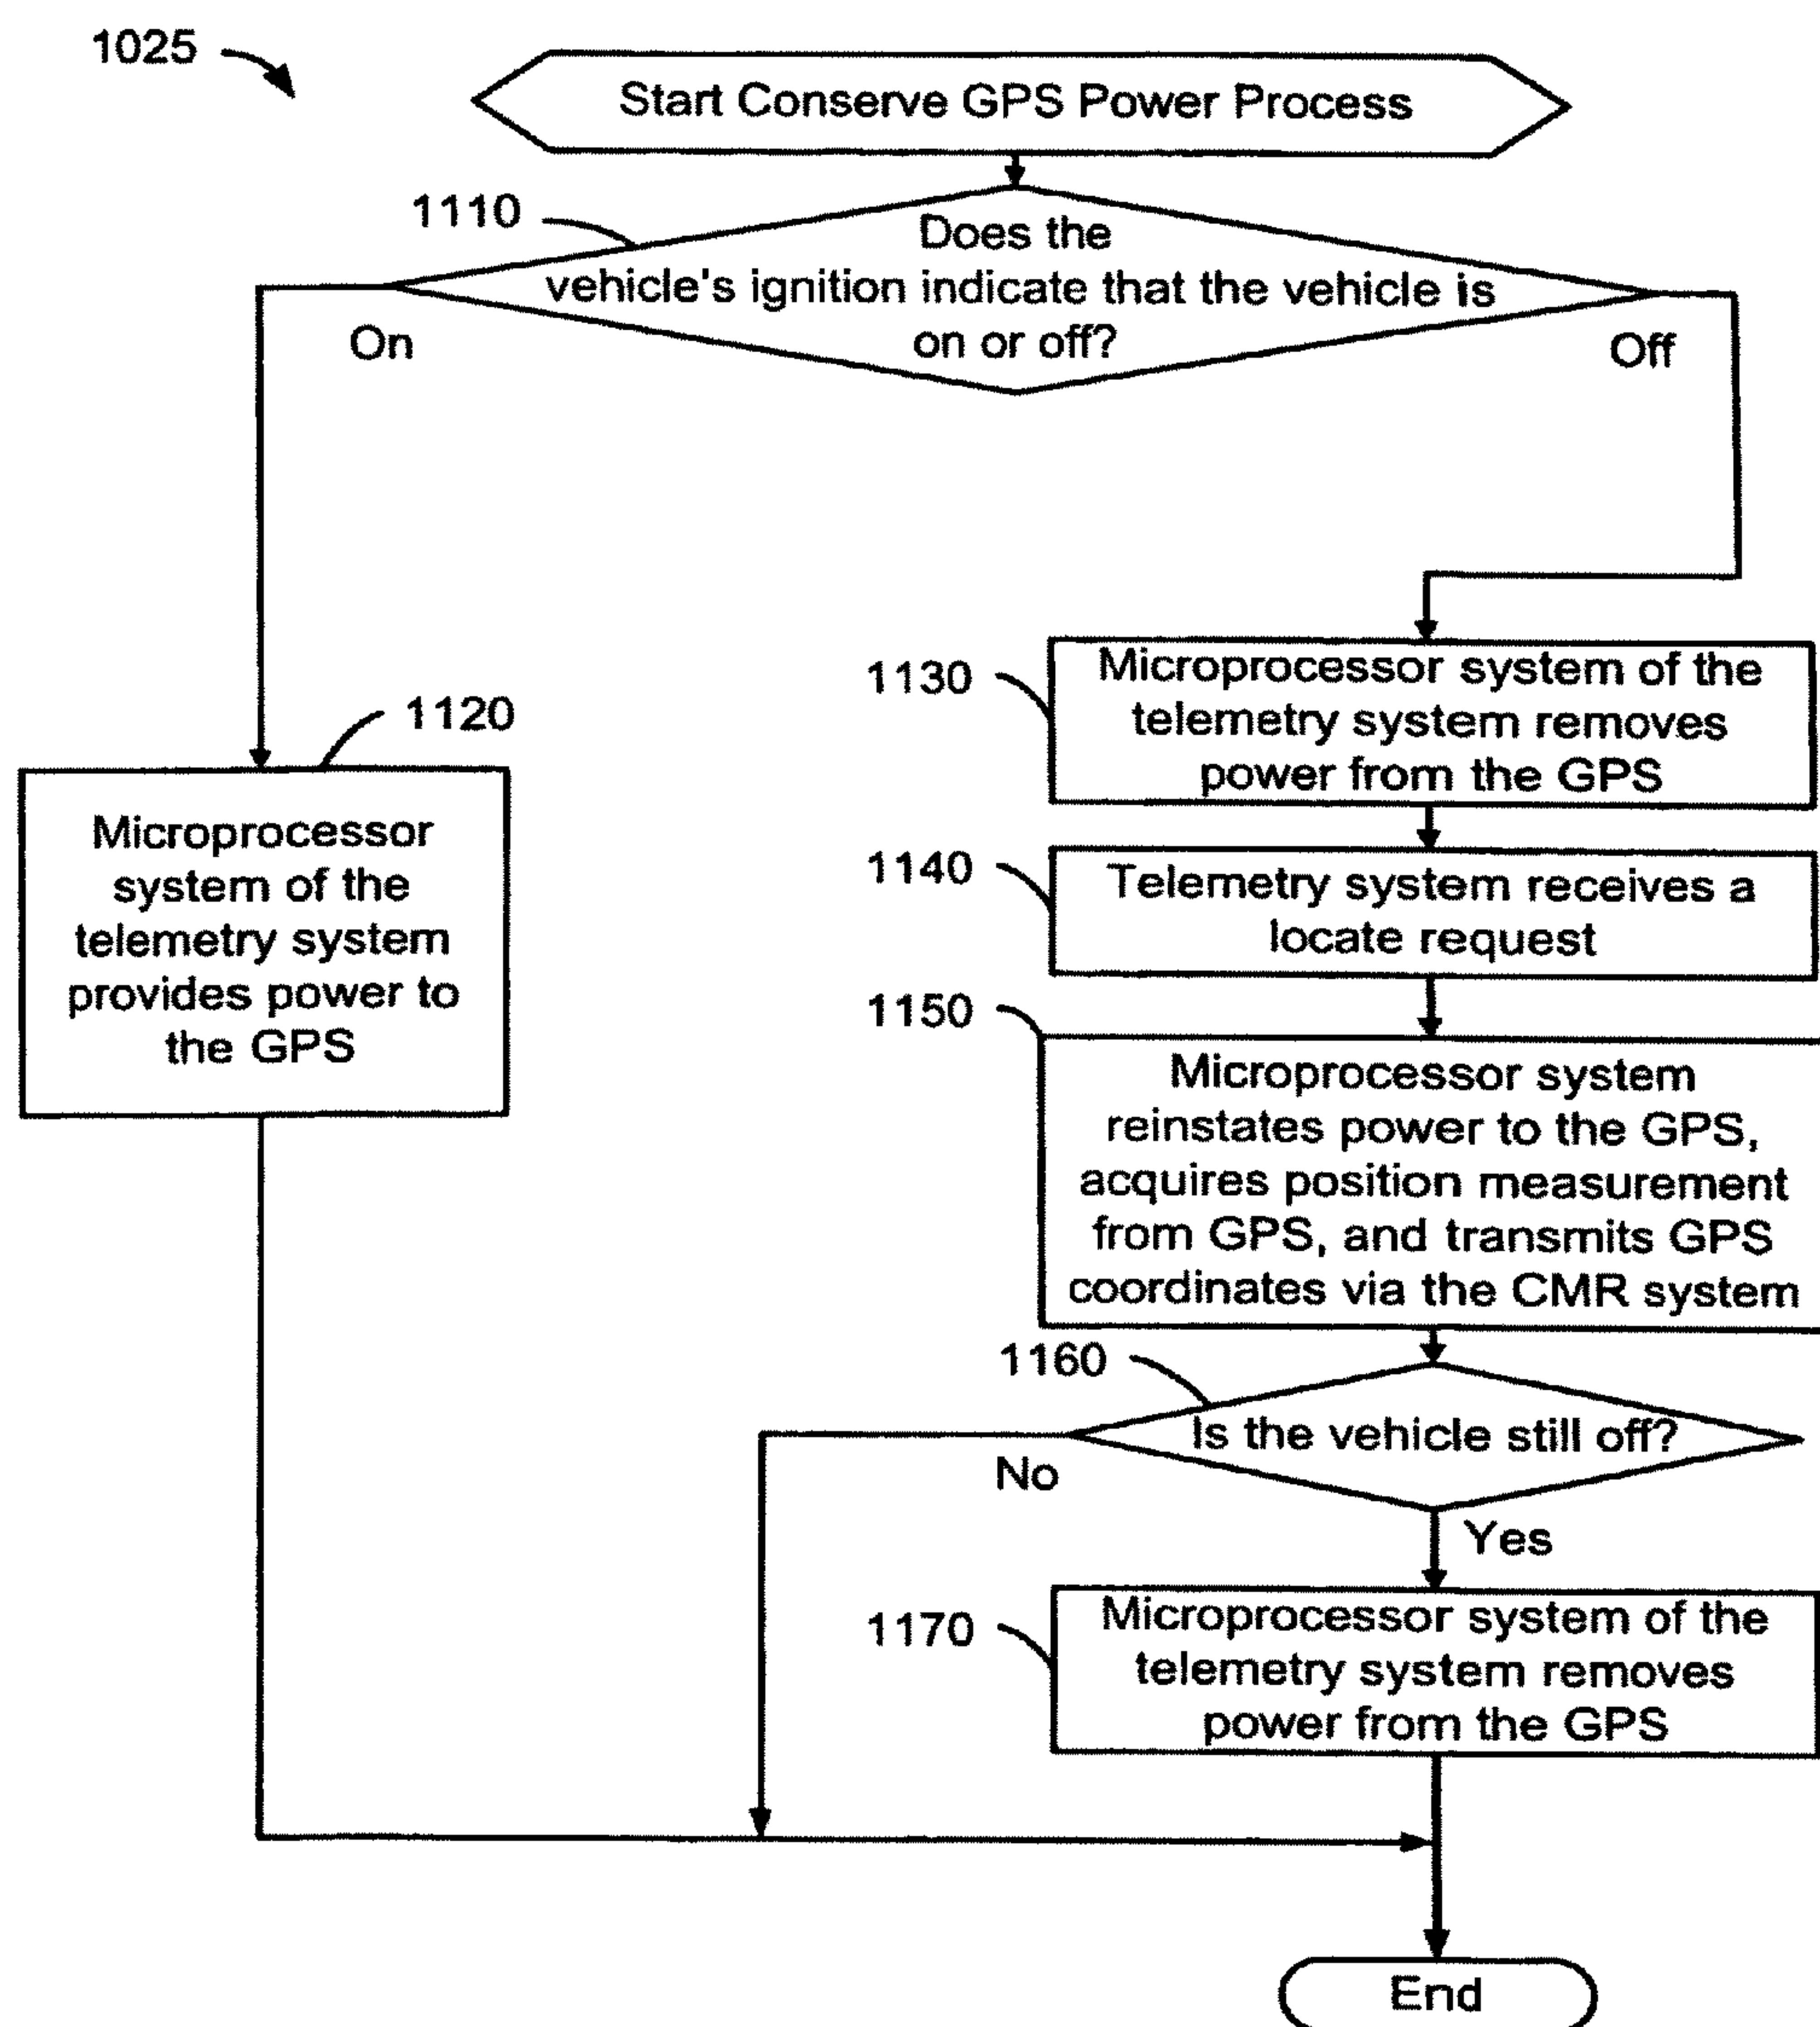 1025
Start Conserve GPS Power Process
1110
Does the
vehicle's ignition indicate that the vehicle is
on or off?
On
Off
1130
Microprocessor system of the
telemetry system removes
power from the GPS
1120
Microprocessor
system of the
telemetry system
provides power to
the GPS
1140
Telemetry system receives a
locate request
1150
Microprocessor system
reinstates power to the GPS,
acquires position measurement
from GPS, and transmits GPS
coordinates via the CMR system
1160
Is the vehicle still off?
No
Yes
1170
Microprocessor system of the
telemetry system removes
power from the GPS
End